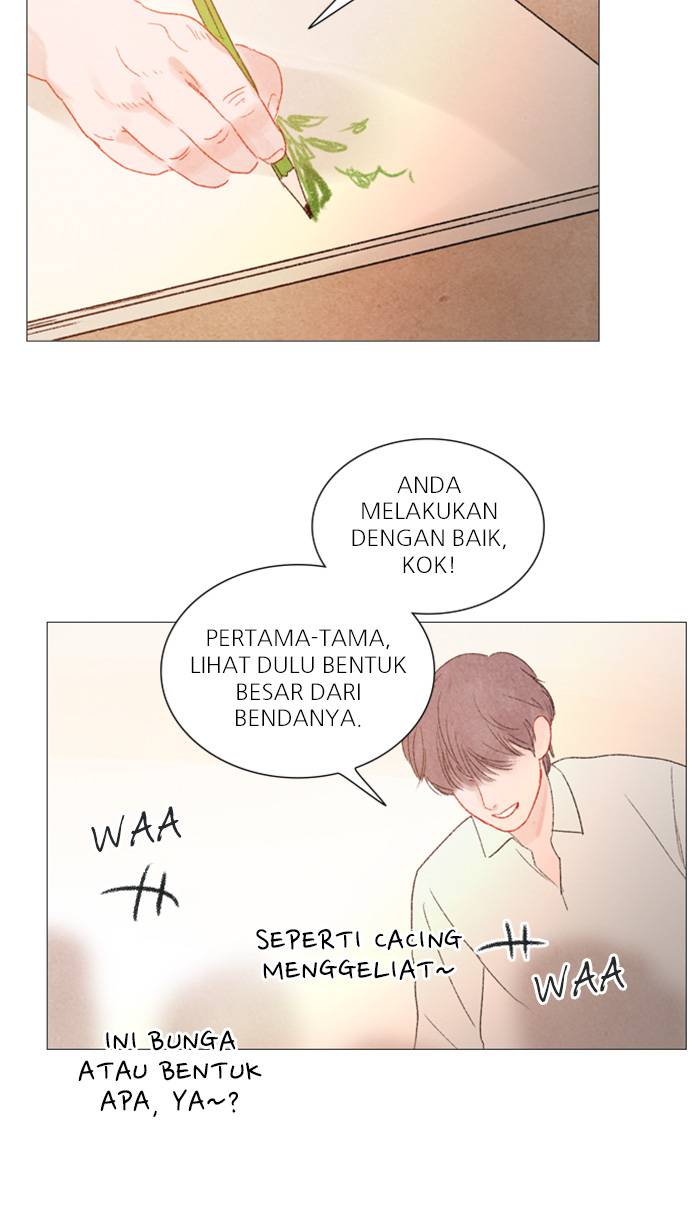 ANDA
MELAKUKAN
DENGAN BAIK,
KOK!
PERTAMA-TAMA,
LIHAT DULU BENTUK
BESAR DARI
BENDANYA.
WAA
SEPERTI CACING
MENGGELIAT~
WAA
INI BUNGA
ATAU BENTUK
APA, YA~?